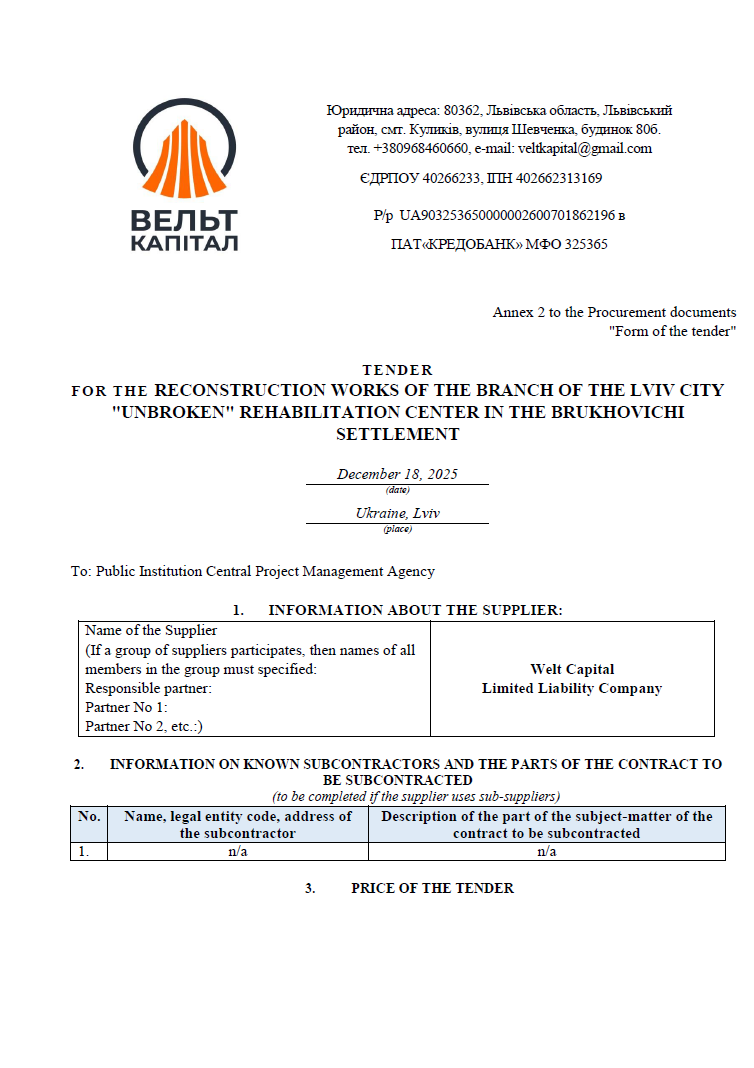 ВЕЛЬТ
КАПІТАЛ
Юридична адреса: 80362, Львівська область, Львівський
район, смт. Куликів, вулиця Шевченка, будинок 80б.
тел. +380968460660, e-mail: veltkapital@gmail.com
ЄДРПОУ 40266233, ІПН 402662313169
Р/р UA903253650000002600701862196 в
ПАТ«КРЕДОБАНК» МФО 325365
Annex 2 to the Procurement documents
"Form of the tender"
TENDER
FOR THE RECONSTRUCTION WORKS OF THE BRANCH OF THE LVIV CITY
"UNBROKEN" REHABILITATION CENTER IN THE BRUKHOVICHI
SETTLEMENT
December 18, 2025
(date)
Ukraine, Lviv
(place)
To: Public Institution Central Project Management Agency
1. INFORMATION ABOUT THE SUPPLIER:
Name of the Supplier
(If a group of suppliers participates, then names of all
members in the group must specified:
Responsible partner:
Partner No 1:
Partner No 2, etc.:)
Welt Capital
Limited Liability Company
2. INFORMATION ON KNOWN SUBCONTRACTORS AND THE PARTS OF THE CONTRACT TO
BE SUBCONTRACTED
(to be completed if the supplier uses sub-suppliers)
No. Name, legal entity code, address of
the subcontractor
Description of the part of the subject-matter of the
contract to be subcontracted
1. n/a n/a
3. PRICE OF THE TENDER